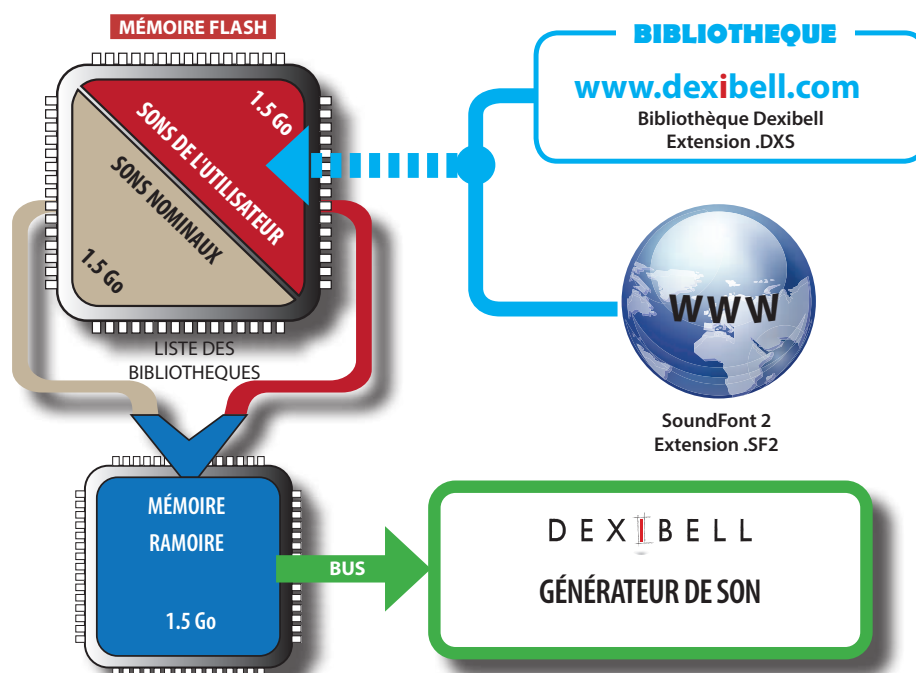 MÉMOIRE FLASH
1.5 Go
SONS DE L'UTILISATEUR
SONS NOMINAUX
1.5 Go
LISTE DES
BIBLIOTHEQUES
BIBLIOTHEQUE
www.dexibell.com
Bibliothèque Dexibell
Extension .DXS
WWW
SoundFont 2
Extension .SF2
MÉMOIRE
RAMOIRE
1.5 Go
BUS
DEXIBELL
GÉNÉRATEUR DE SON